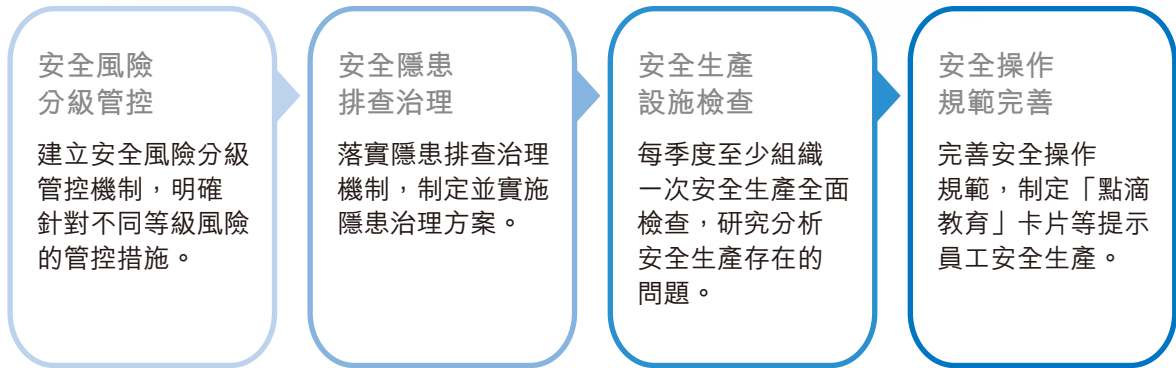 安全風險
分級管控
建立安全風險分級
管控機制，明確
針對不同等級風險
的管控措施。
安全隱患
排查治理
落實隱患排查治理
機制，制定並實施
隱患治理方案。
安全生產
設施檢查
每季度至少組織
一次安全生產全面
檢查，研究分析
安全生產存在的
問題。
安全操作
規範完善
完善安全操作
規範，制定「點滴
教育」卡片等提示
員工安全生產。